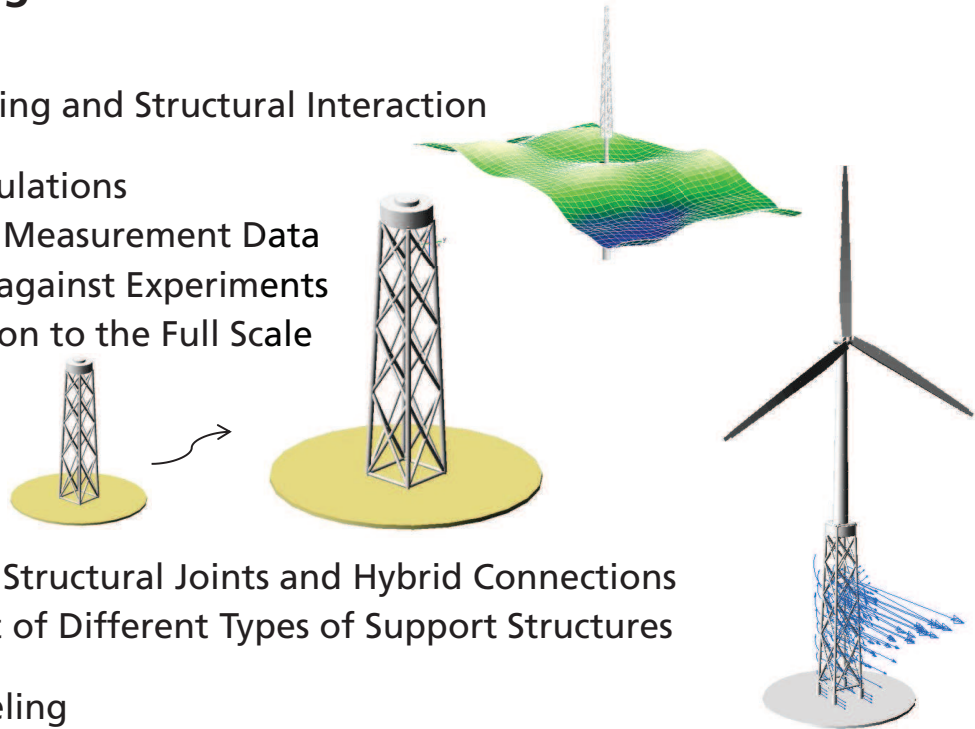 g
ing and Structural Interaction
ulations
Measurement Data
against Experiments
on to the Full Scale
Structural Joints and Hybrid Connections
t of Different Types of Support Structures
eling